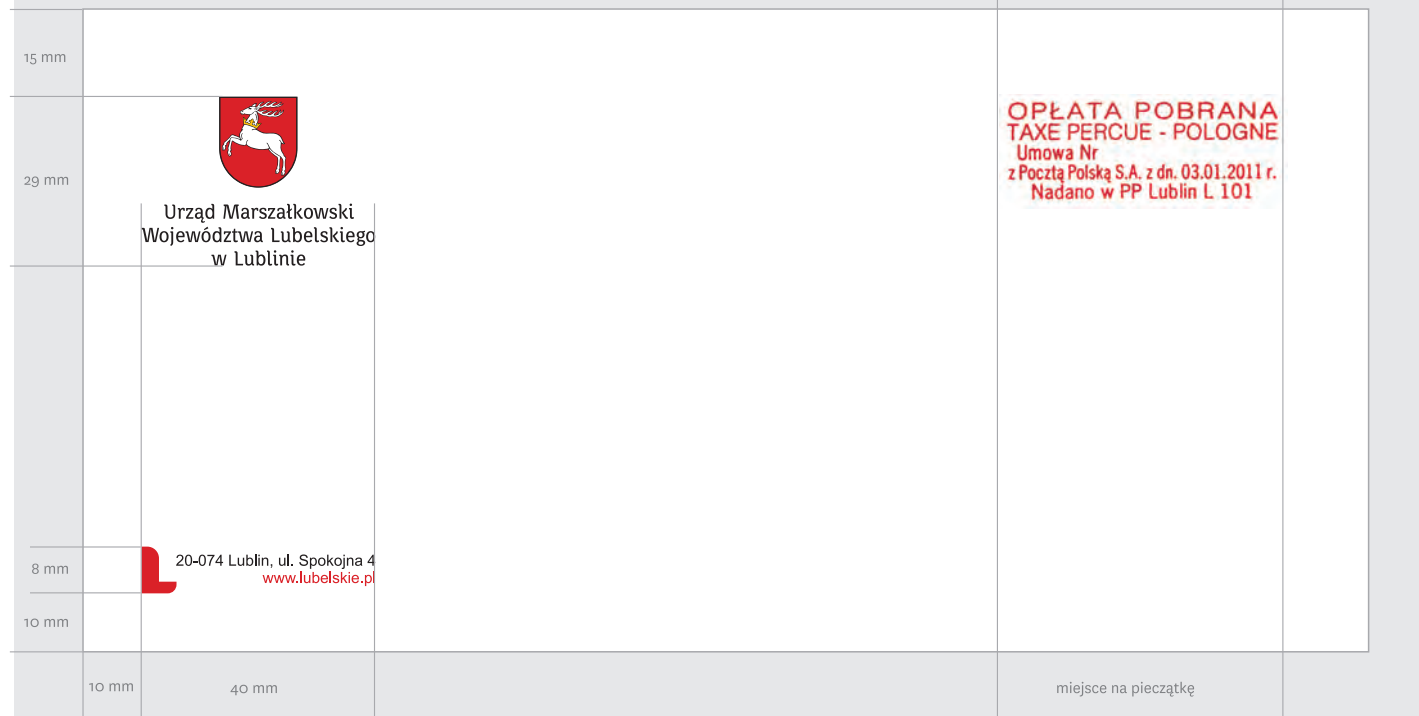 15 mm
29 mm
Urząd Marszałkowski
Województwa Lubelskiego
w Lublinie
OPŁATA POBRANA
TAXE PERCUE - POLOGNE
Umowa Nr
z Pocztą Polską S.A. z dn. 03.01.2011 r.
Nadano w PP Lublin L 101
8 mm
20-074 Lublin, ul. Spokojna 4
www.lubelskie.pl
10 mm
10 mm
40 mm
miejsce na pieczątkę